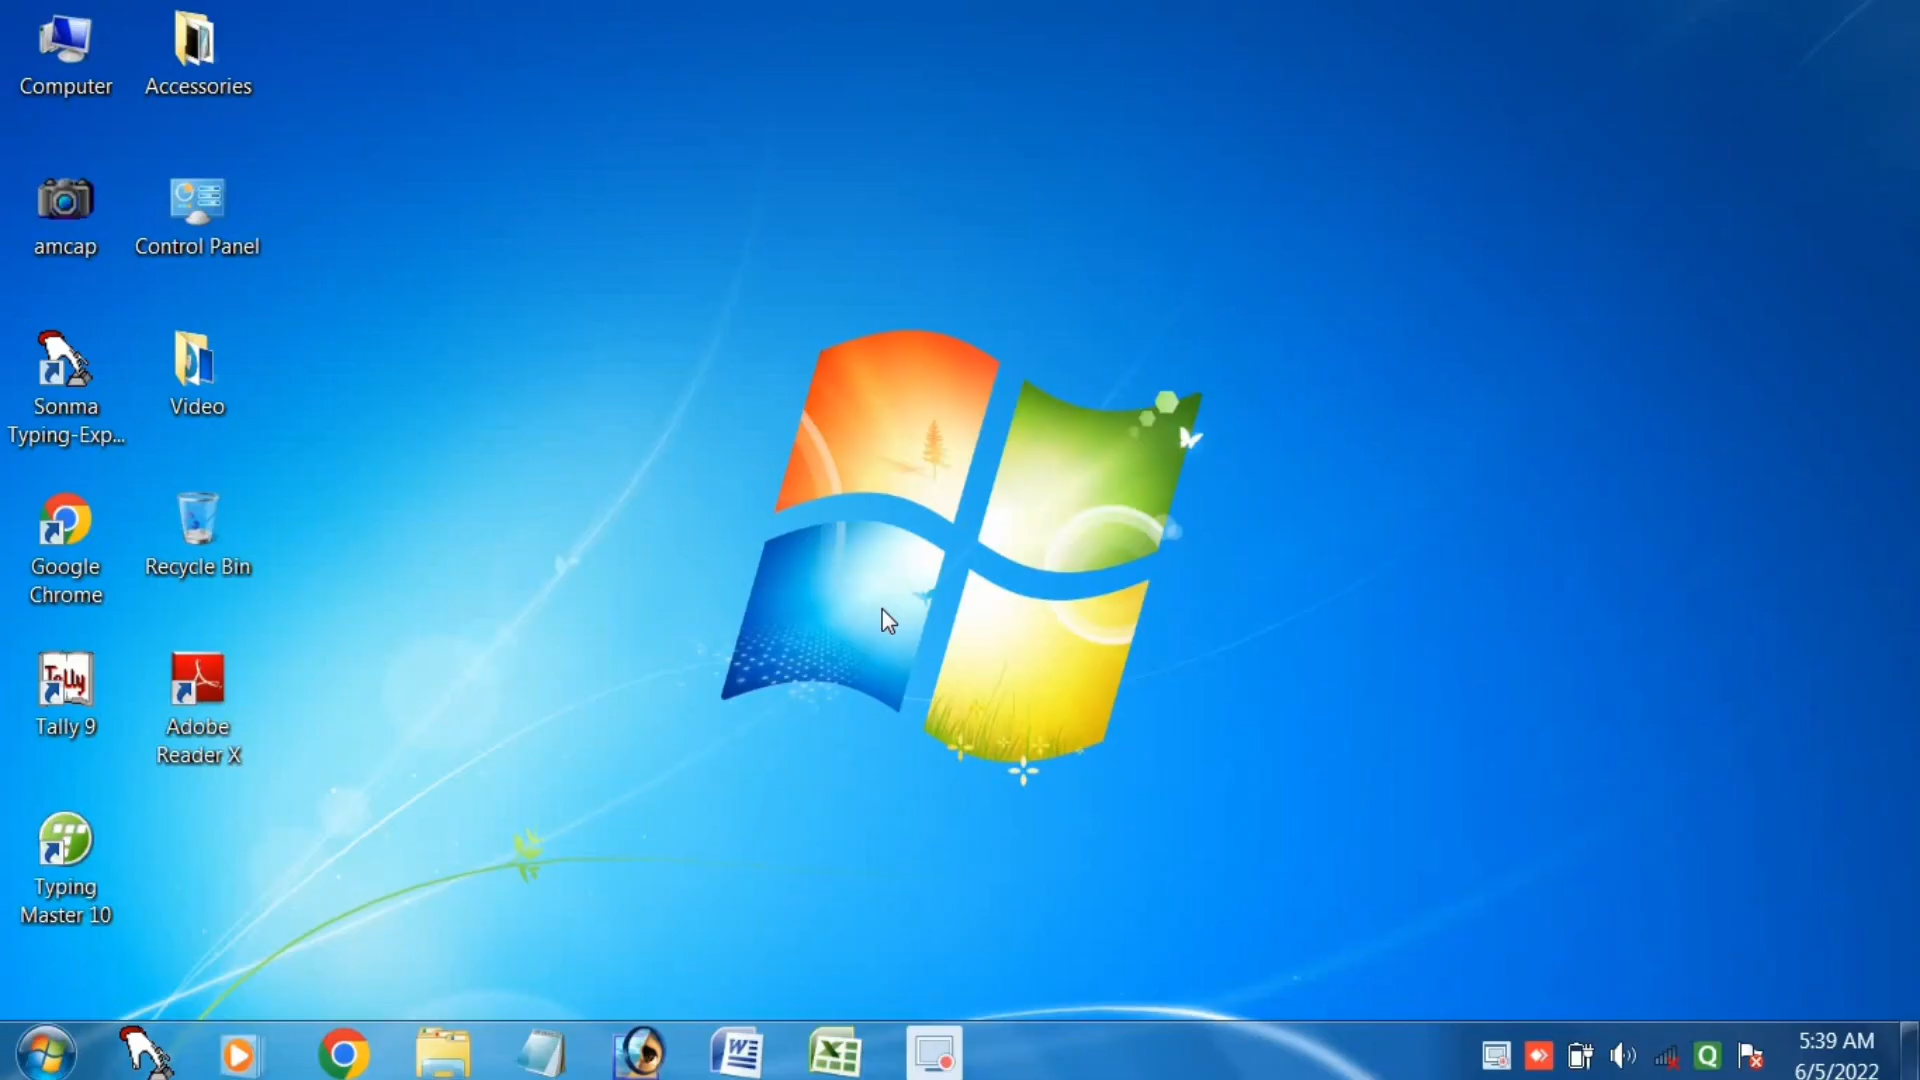 Computer
Accessories
amcap
Control Panel
Sonma
Typing-Exp...
Video
Google
Chrome
Recycle Bin
Tally
Tally 9
Adobe
Reader X
Typing
Master 10
W
X
Q
5:39 AM
6/5/2022